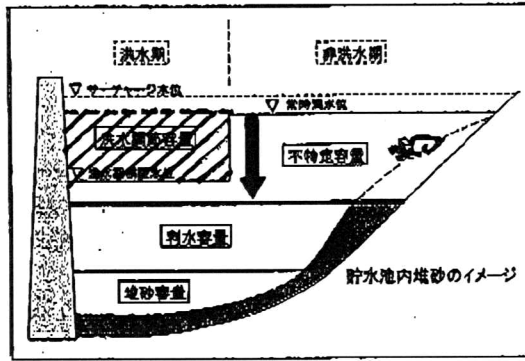 洪水期
非洪水期
▽サーチャージ水位
▽常時満水位
洪水調節容量
不特定容量
利水容量
堆砂容量
貯水池内堆砂のイメージ